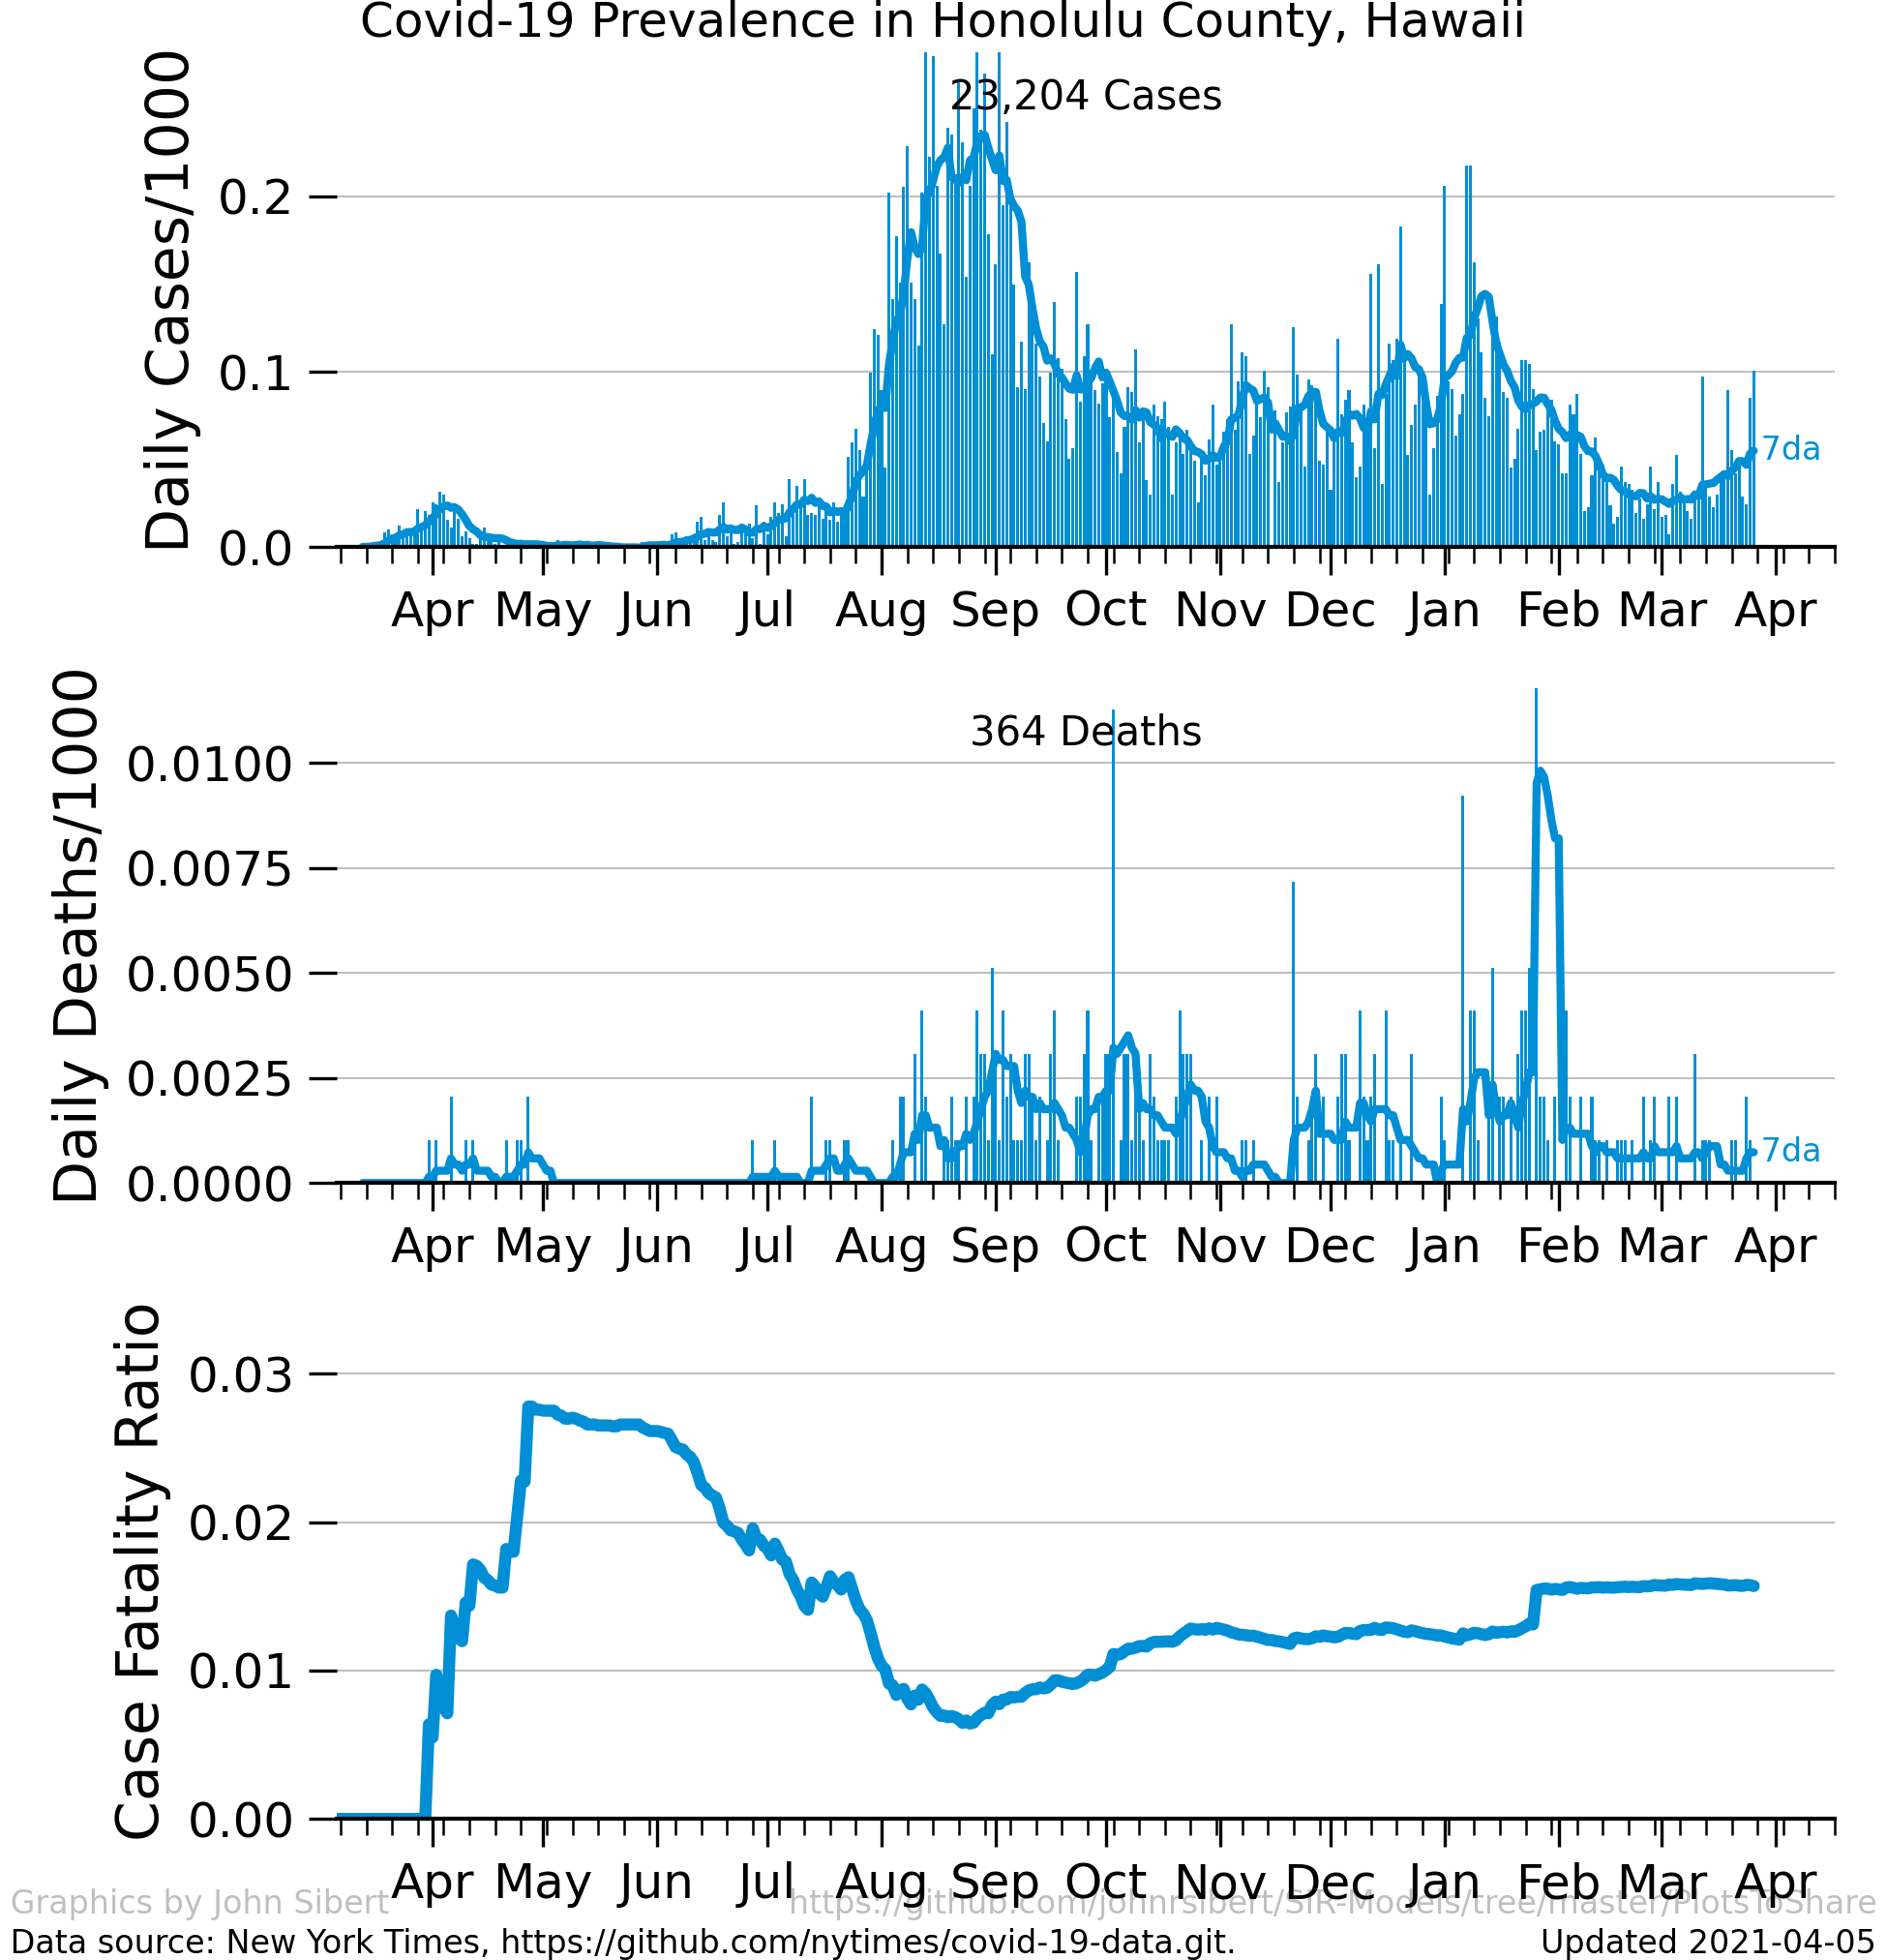 Covid-19 Prevalence in Honolulu County, Hawaii
Daily Cases/1000
23,204 Cases
0.2
0.1
0.0
7da
Apr May Jun Jul Aug Sep Oct Nov Dec Jan Feb Mar Apr
Daily Deaths/1000
364 Deaths
0.0100
0.0075
0.0050
0.0025
0.0000
7da
Apr May Jun Jul Aug Sep Oct Nov Dec Jan Feb Mar Apr
Case Fatality Ratio
0.03
0.02
0.01
0.00
Apr May Jun Jul Aug Sep Oct Nov Dec Jan Feb Mar Apr
Graphics by John Sibert https://github.com/johnrsibert/SIR-Models/tree/master/PlotsToShare
Data source: New York Times, https://github.com/nytimes/covid-19-data.git. Updated 2021-04-05